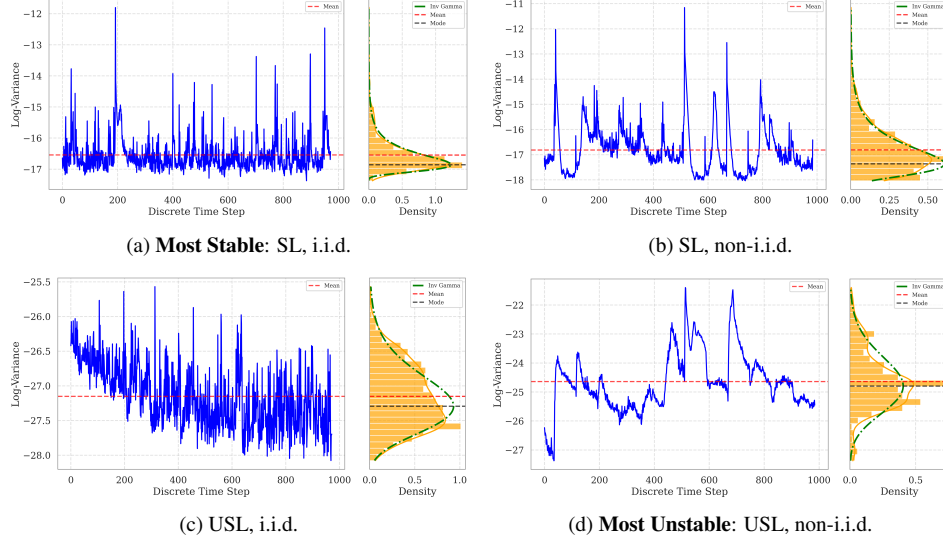 −12
−13
−14
−15
−16
−17
Log-Variance
0 200 400 600 800 1000
Discrete Time Step
Mean
Inv Gamma
Mean
Mode
0.0 0.5 1.0
Density
(a) Most Stable: SL, i.i.d.
−11
−12
−13
−14
−15
−16
−17
−18
Log-Variance
0 200 400 600 800 1000
Discrete Time Step
Mean
Inv Gamma
Mean
Mode
0.00 0.25 0.50
Density
(b) SL, non-i.i.d.
−25.5
−26.0
−26.5
−27.0
−27.5
−28.0
Log-Variance
0 200 400 600 800 1000
Discrete Time Step
Mean
Inv Gamma
Mean
Mode
0.0 0.5 1.0
Density
(c) USL, i.i.d.
−22
−23
−24
−25
−26
−27
Log-Variance
0 200 400 600 800 1000
Discrete Time Step
Mean
Inv Gamma
Mean
Mode
0.0 0.5
Density
(d) Most Unstable: USL, non-i.i.d.